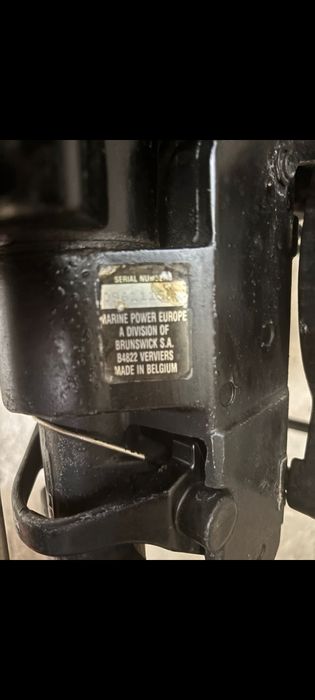 SERIAL NUMBER
MARINE POWER EUROPE
A DIVISION OF
BRUNSWICK S.A.
B4822 VERVIERS
MADE IN BELGIUM